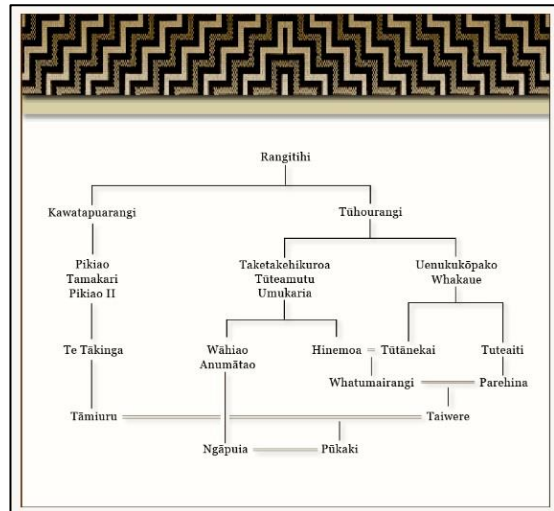 Rangitihi
Kawatapuarangi
Tūhourangi
Pikiao
Tamakari
Pikiao II
Taketakehikuroa
Tūteamutu
Umukaria
Uenukukōpako
Whakaue
Te Tākinga
Wāhiao
Anumātao
Hinemoa
Tūtānekai
Tuteaiti
Whatumairangi
Parehina
Tāmiuru
Taiwere
Ngāpuia
Pūkaki